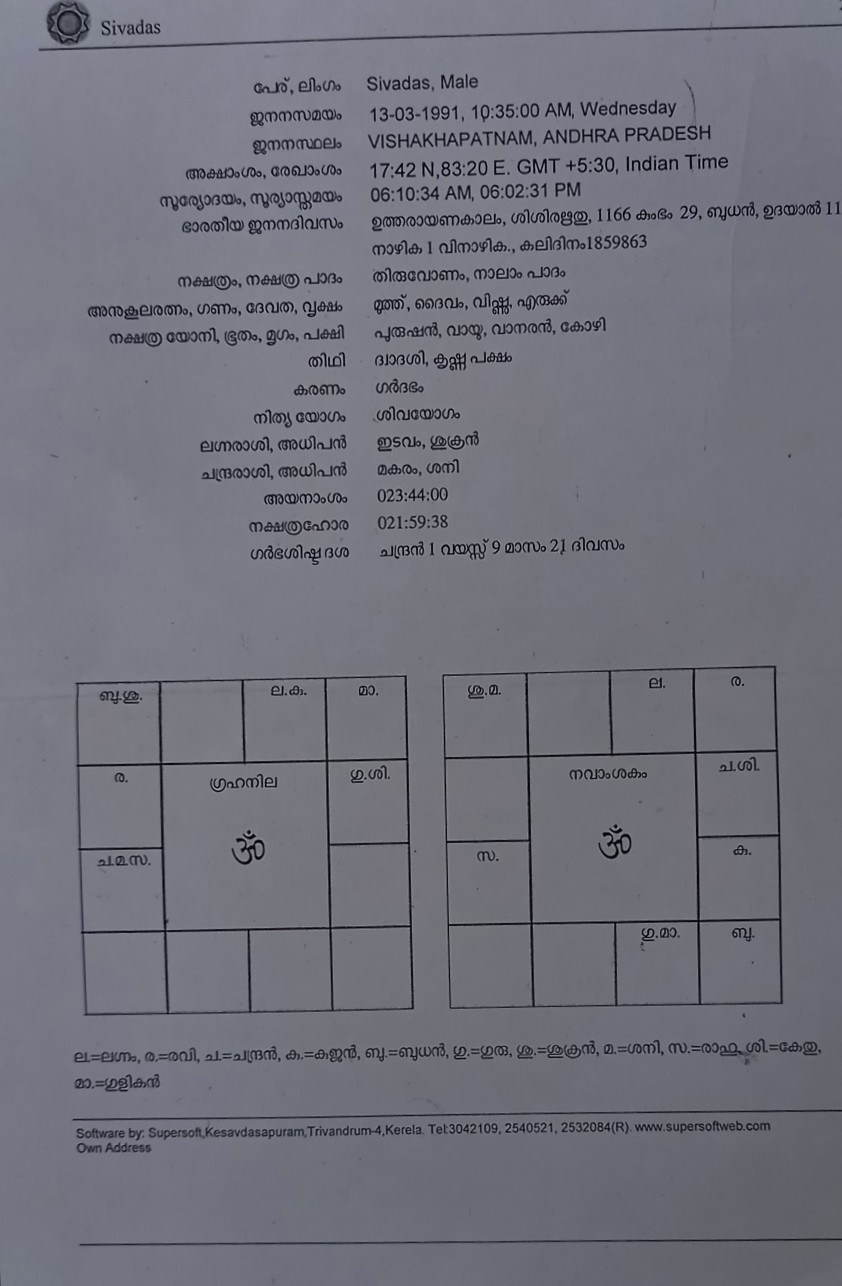 Sivadas
പേര്, ലിംഗം Sivadas, Male
ജനനസമയം 13-03-1991, 10:35:00 AM, Wednesday
ജനനസ്ഥലം VISHAKHAPATNAM, ANDHRA PRADESH
അക്ഷാംശം, രേഖാംശം 17:42 N,83:20 E. GMT +5:30, Indian Time
സൂര്യോദയം, സൂര്യാസ്തമയം 06:10:34 AM, 06:02:31 PM
ഭാരതീയ ജനനദിവസം ഉത്തരായണകാലം, ശിശിരഋതു, 1166 കുംഭം 29, ബുധൻ, ഉദയാൽ 11
നാഴിക 1 വിനാഴിക., കലിദിനം1859863
നക്ഷത്രം, നക്ഷത്ര പാദം തിരുവോണം, നാലാം പാദം
അനുകൂലരത്നം, ഗണം, ദേവത, വൃക്ഷം മുത്ത്, ദൈവം, വിഷ്ണു, എരുക്ക്
നക്ഷത്ര യോനി, ഭൂതം, മൃഗം, പക്ഷി പുരുഷൻ, വായു, വാനരൻ, കോഴി
തിഥി ദ്വാദശി, കൃഷ്ണ പക്ഷം
കരണം ഗർദഭം
നിത്യ യോഗം ശിവയോഗം
ലഗ്നരാശി, അധിപൻ ഇടവം, ശുക്രൻ
ചന്ദ്രരാശി, അധിപൻ മകരം, ശനി
അയനാംശം 023:44:00
നക്ഷത്രഹോര 021:59:38
ഗർഭശിഷ്ട ദശ ചന്ദ്രൻ 1 വയസ്സ് 9 മാസം 21 ദിവസം
ബു.ശു. ല.കു. മാ.
ര. ഗ്രഹനില ഗു.ശി.
ॐ
ച.മ.സ.
ശു.മ. ല. ര.
നവാംശകം ച.ശി.
ॐ
സ. കു.
ഗു.മാ. ബു.
ല.=ലഗ്നം, ര.=രവി, ച.=ചന്ദ്രൻ, കു.=കുജൻ, ബു.=ബുധൻ, ഗു.=ഗുരു, ശു.=ശുക്രൻ, മ.=ശനി, സ.=രാഹു, ശി.=കേതു,
മാ.=ഗുളികൻ
Software by: Supersoft,Kesavdasapuram,Trivandrum-4,Kerela. Tel:3042109, 2540521, 2532084(R). www.supersoftweb.com
Own Address